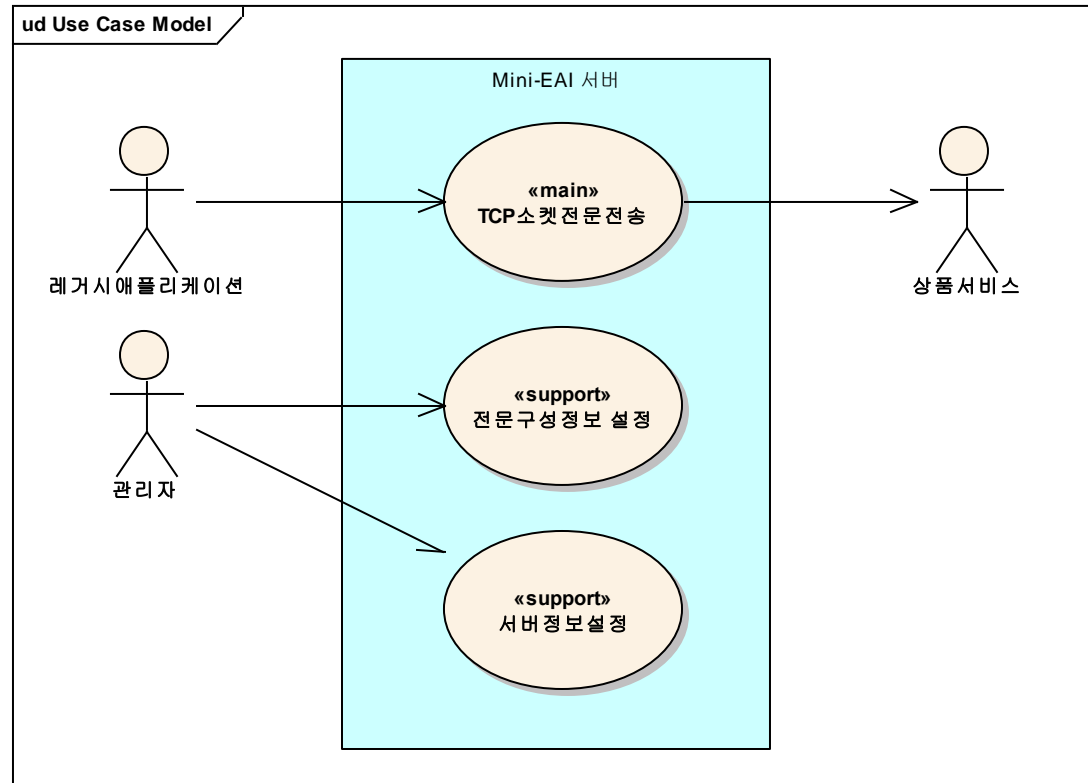 ud Use Case Model
Mini-EAI 서버
«main»
TCP소켓전문전송
레거시애플리케이션
상품서비스
«support»
전문구성정보 설정
관리자
«support»
서버정보설정